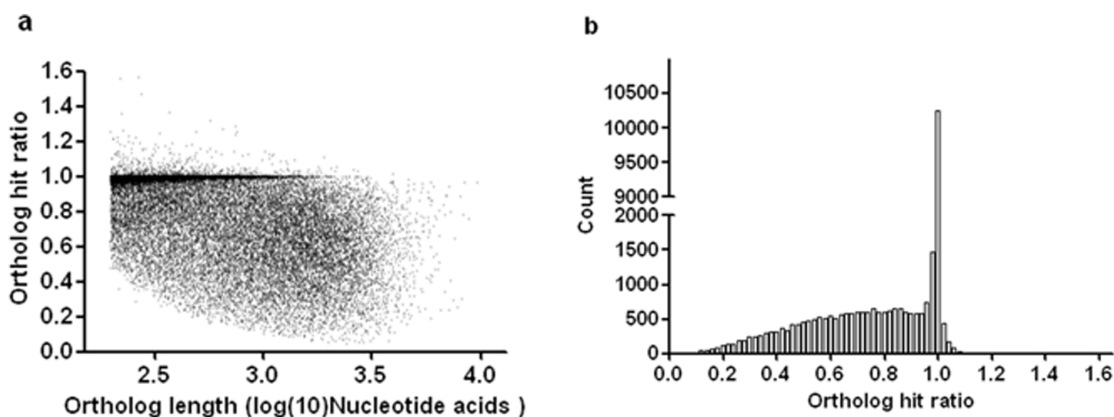 a
1.6
1.4
1.2
1.0
0.8
0.6
0.4
0.2
0.0
Ortholog hit ratio
2.5 3.0 3.5 4.0
Ortholog length (log(10)Nucleotide acids )
b
10500
10000
9500
9000
2000
1500
1000
500
0
Count
0.0 0.2 0.4 0.6 0.8 1.0 1.2 1.4 1.6
Ortholog hit ratio